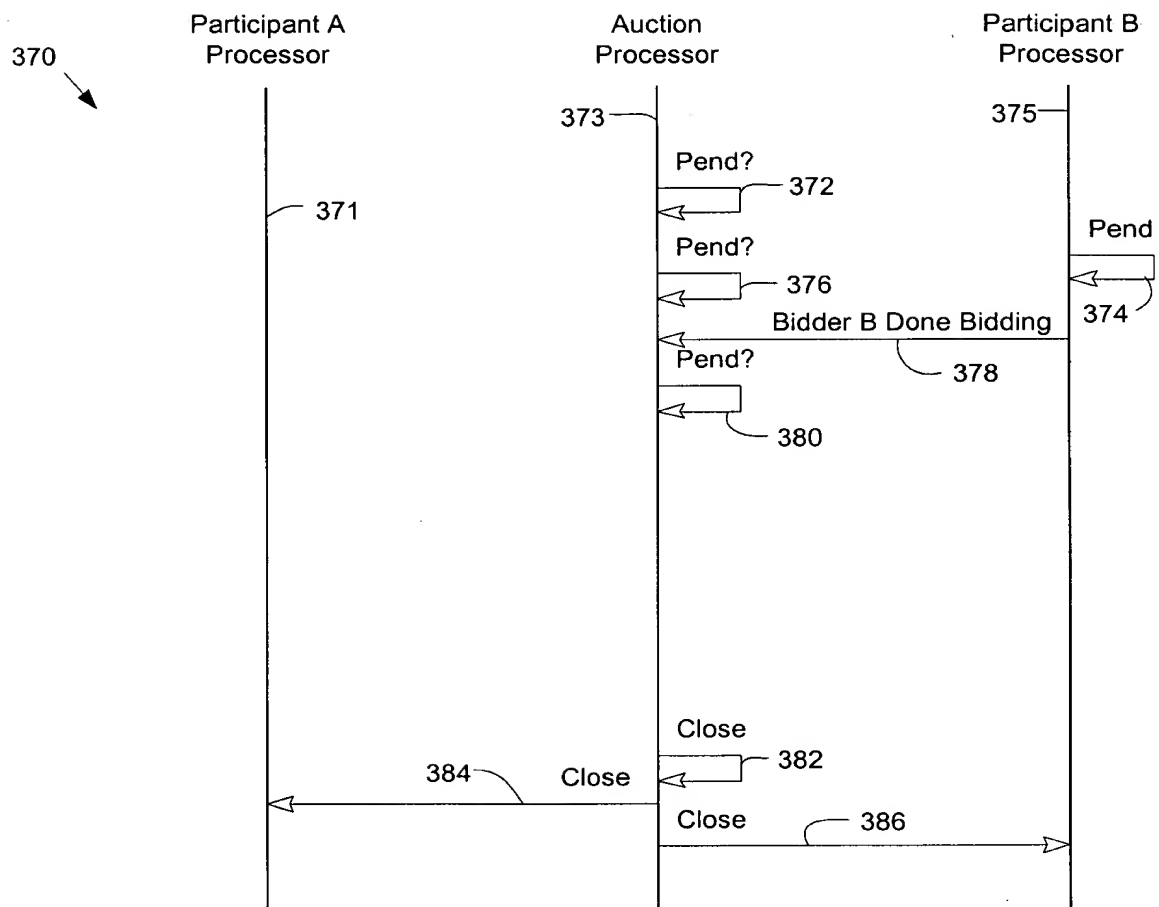 Participant A
Processor
Auction
Processor
Participant B
Processor
370
373
375
Pend?
372
371
Pend
Pend?
376
374
Bidder B Done Bidding
378
Pend?
380
Close
382
384
Close
Close
386